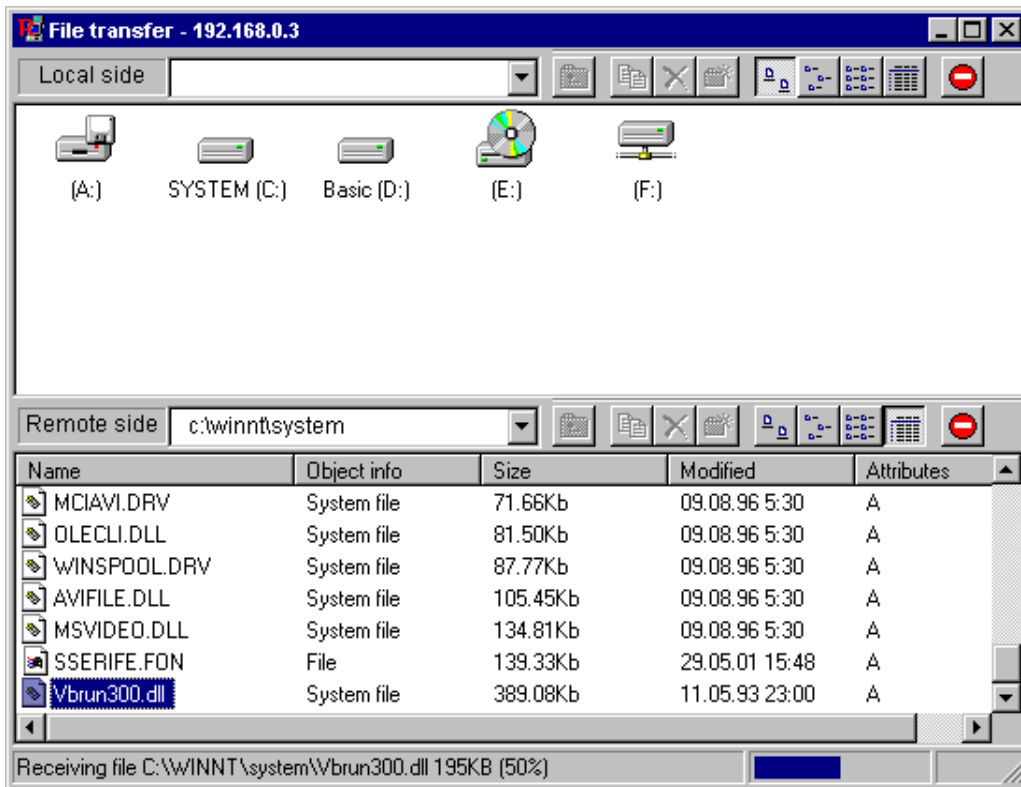 File transfer - 192.168.0.3
Local side
(A:) SYSTEM (C:) Basic (D:) (E:) (F:)
Remote side c:\winnt\system
Name Object info Size Modified Attributes
MCIAVI.DRV System file 71.66Kb 09.08.96 5:30 A
OLECLI.DLL System file 81.50Kb 09.08.96 5:30 A
WINSPOOL.DRV System file 87.77Kb 09.08.96 5:30 A
AVIFILE.DLL System file 105.45Kb 09.08.96 5:30 A
MSVIDEO.DLL System file 134.81Kb 09.08.96 5:30 A
SSERIFE.FON File 139.33Kb 29.05.01 15:48 A
Vbrun300.dll System file 389.08Kb 11.05.93 23:00 A
Receiving file C:\WINNT\system\Vbrun300.dll 195KB (50%)